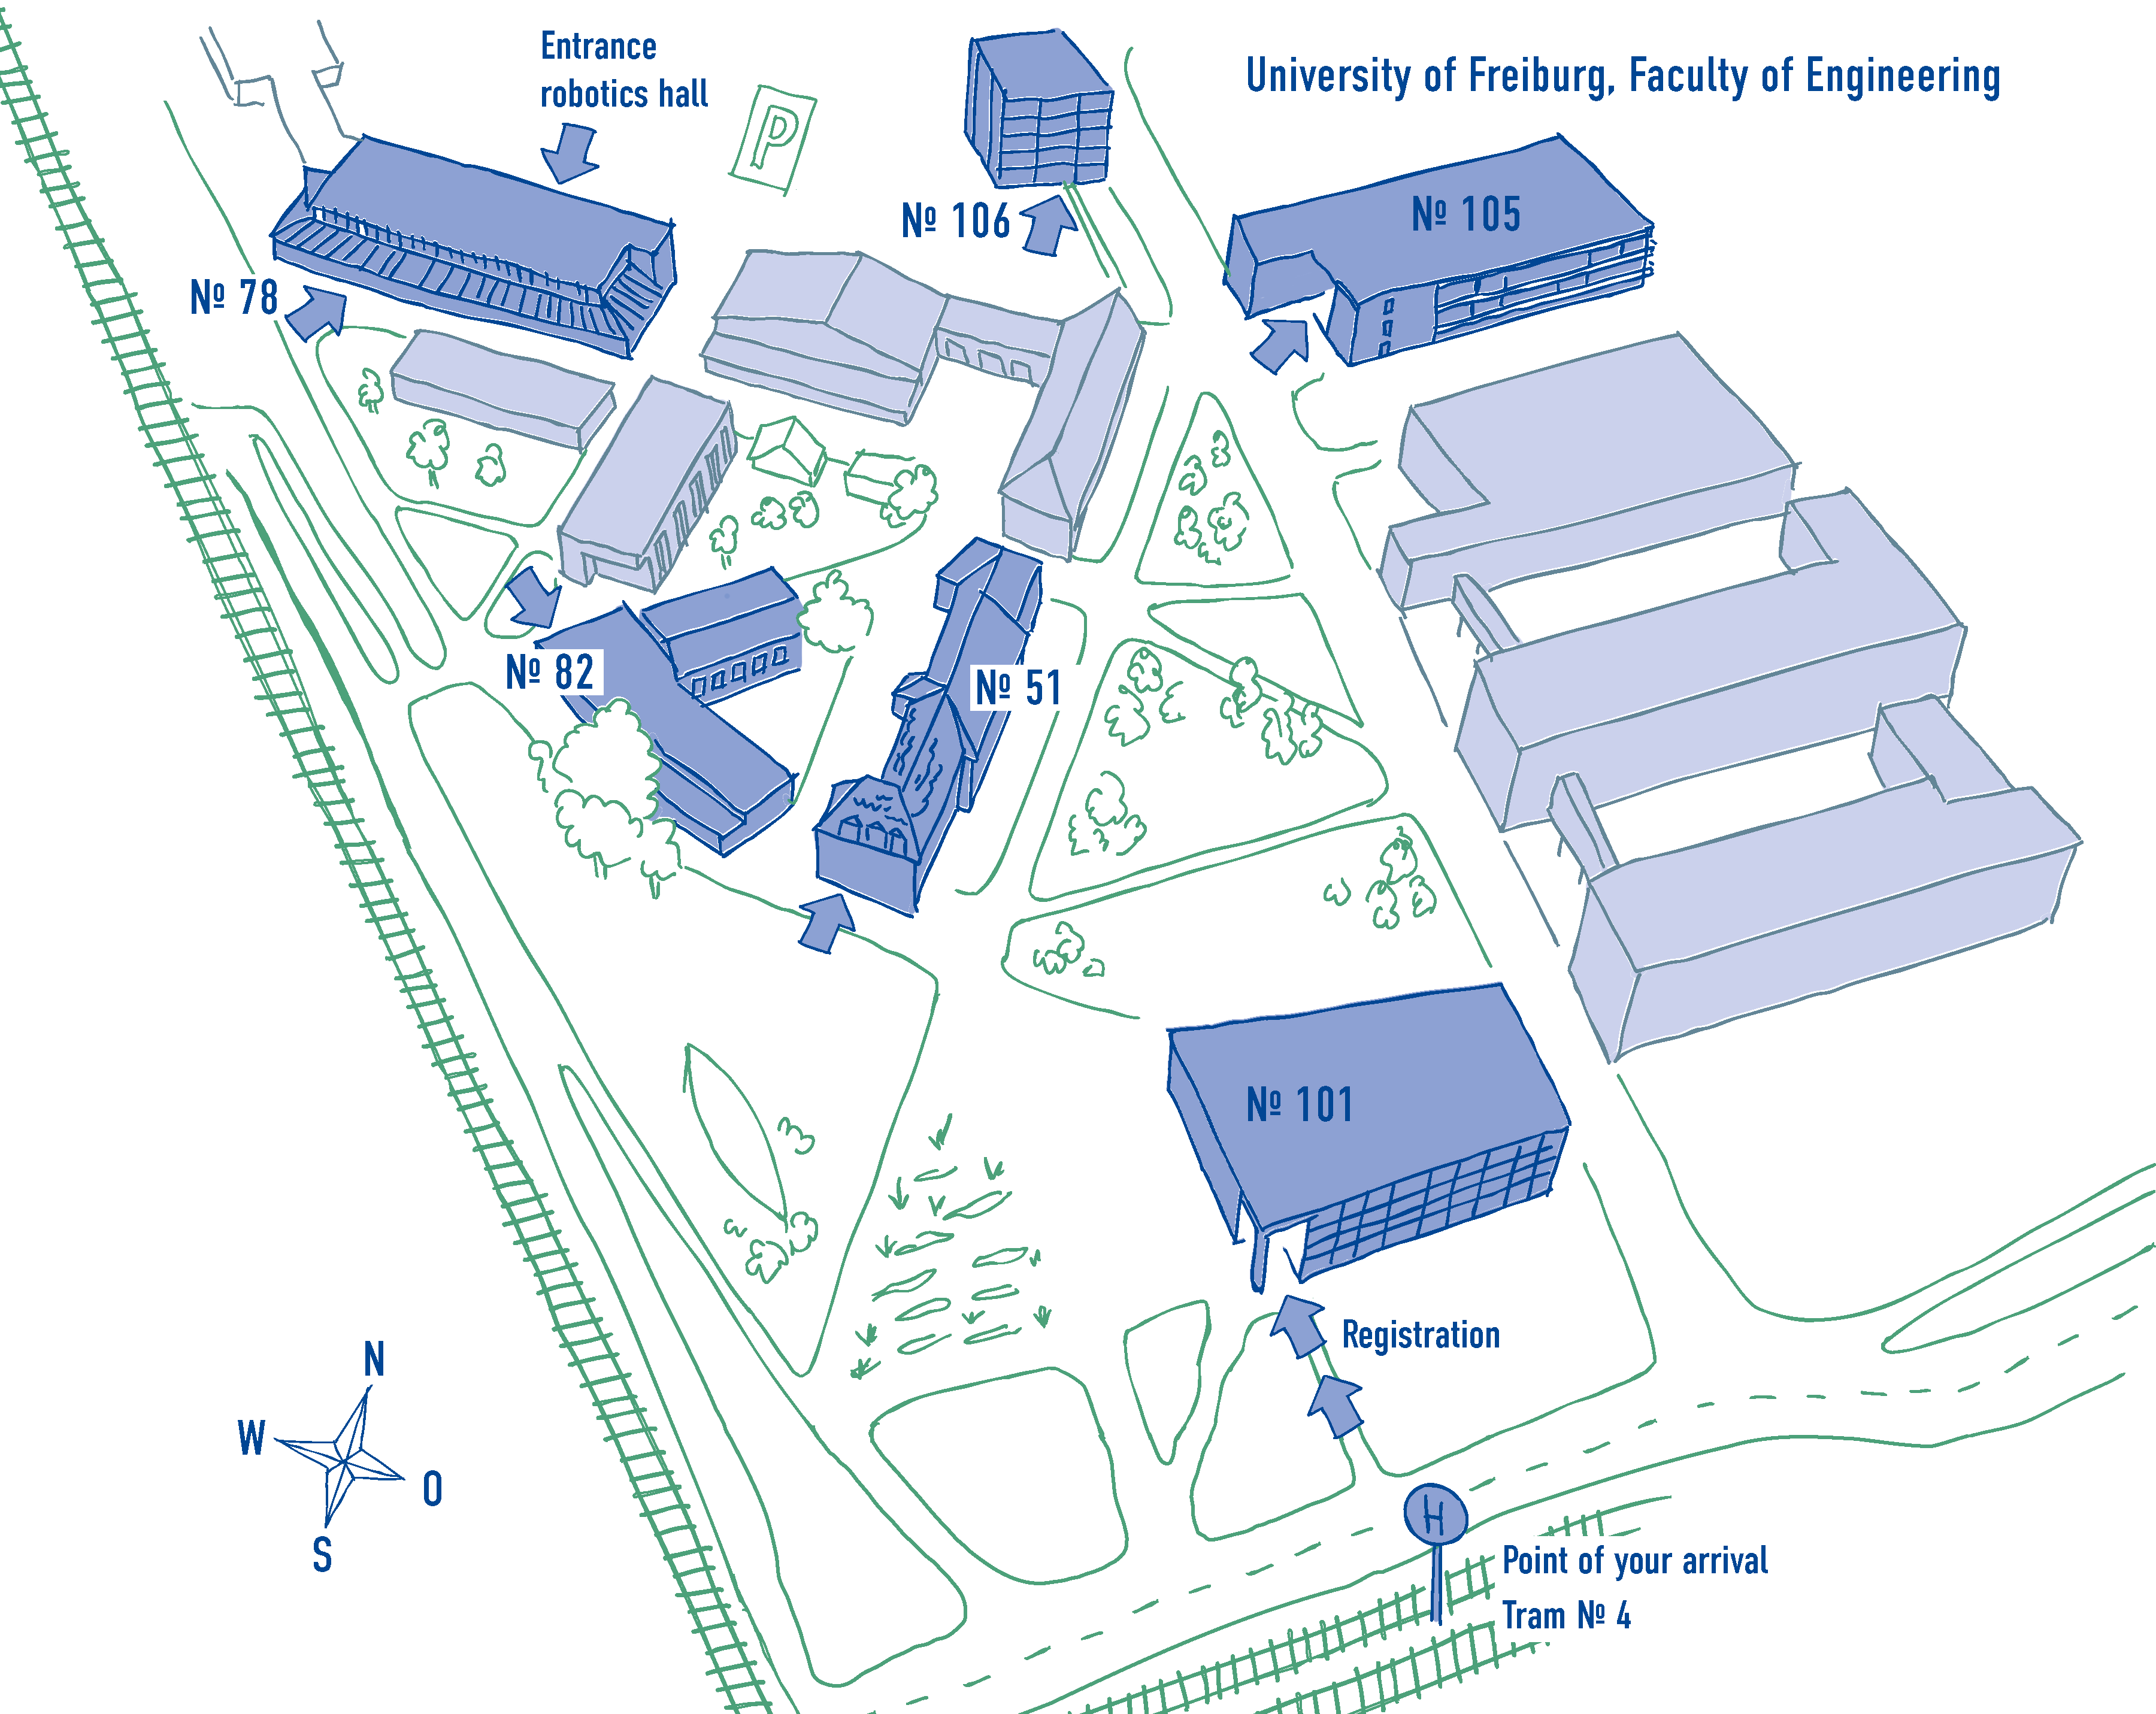 Entrance
robotics hall
University of Freiburg, Faculty of Engineering
P
№ 106
№ 105
№ 78
№ 82
№ 51
№ 101
Registration
N
W
O
S
H
Point of your arrival
Tram № 4